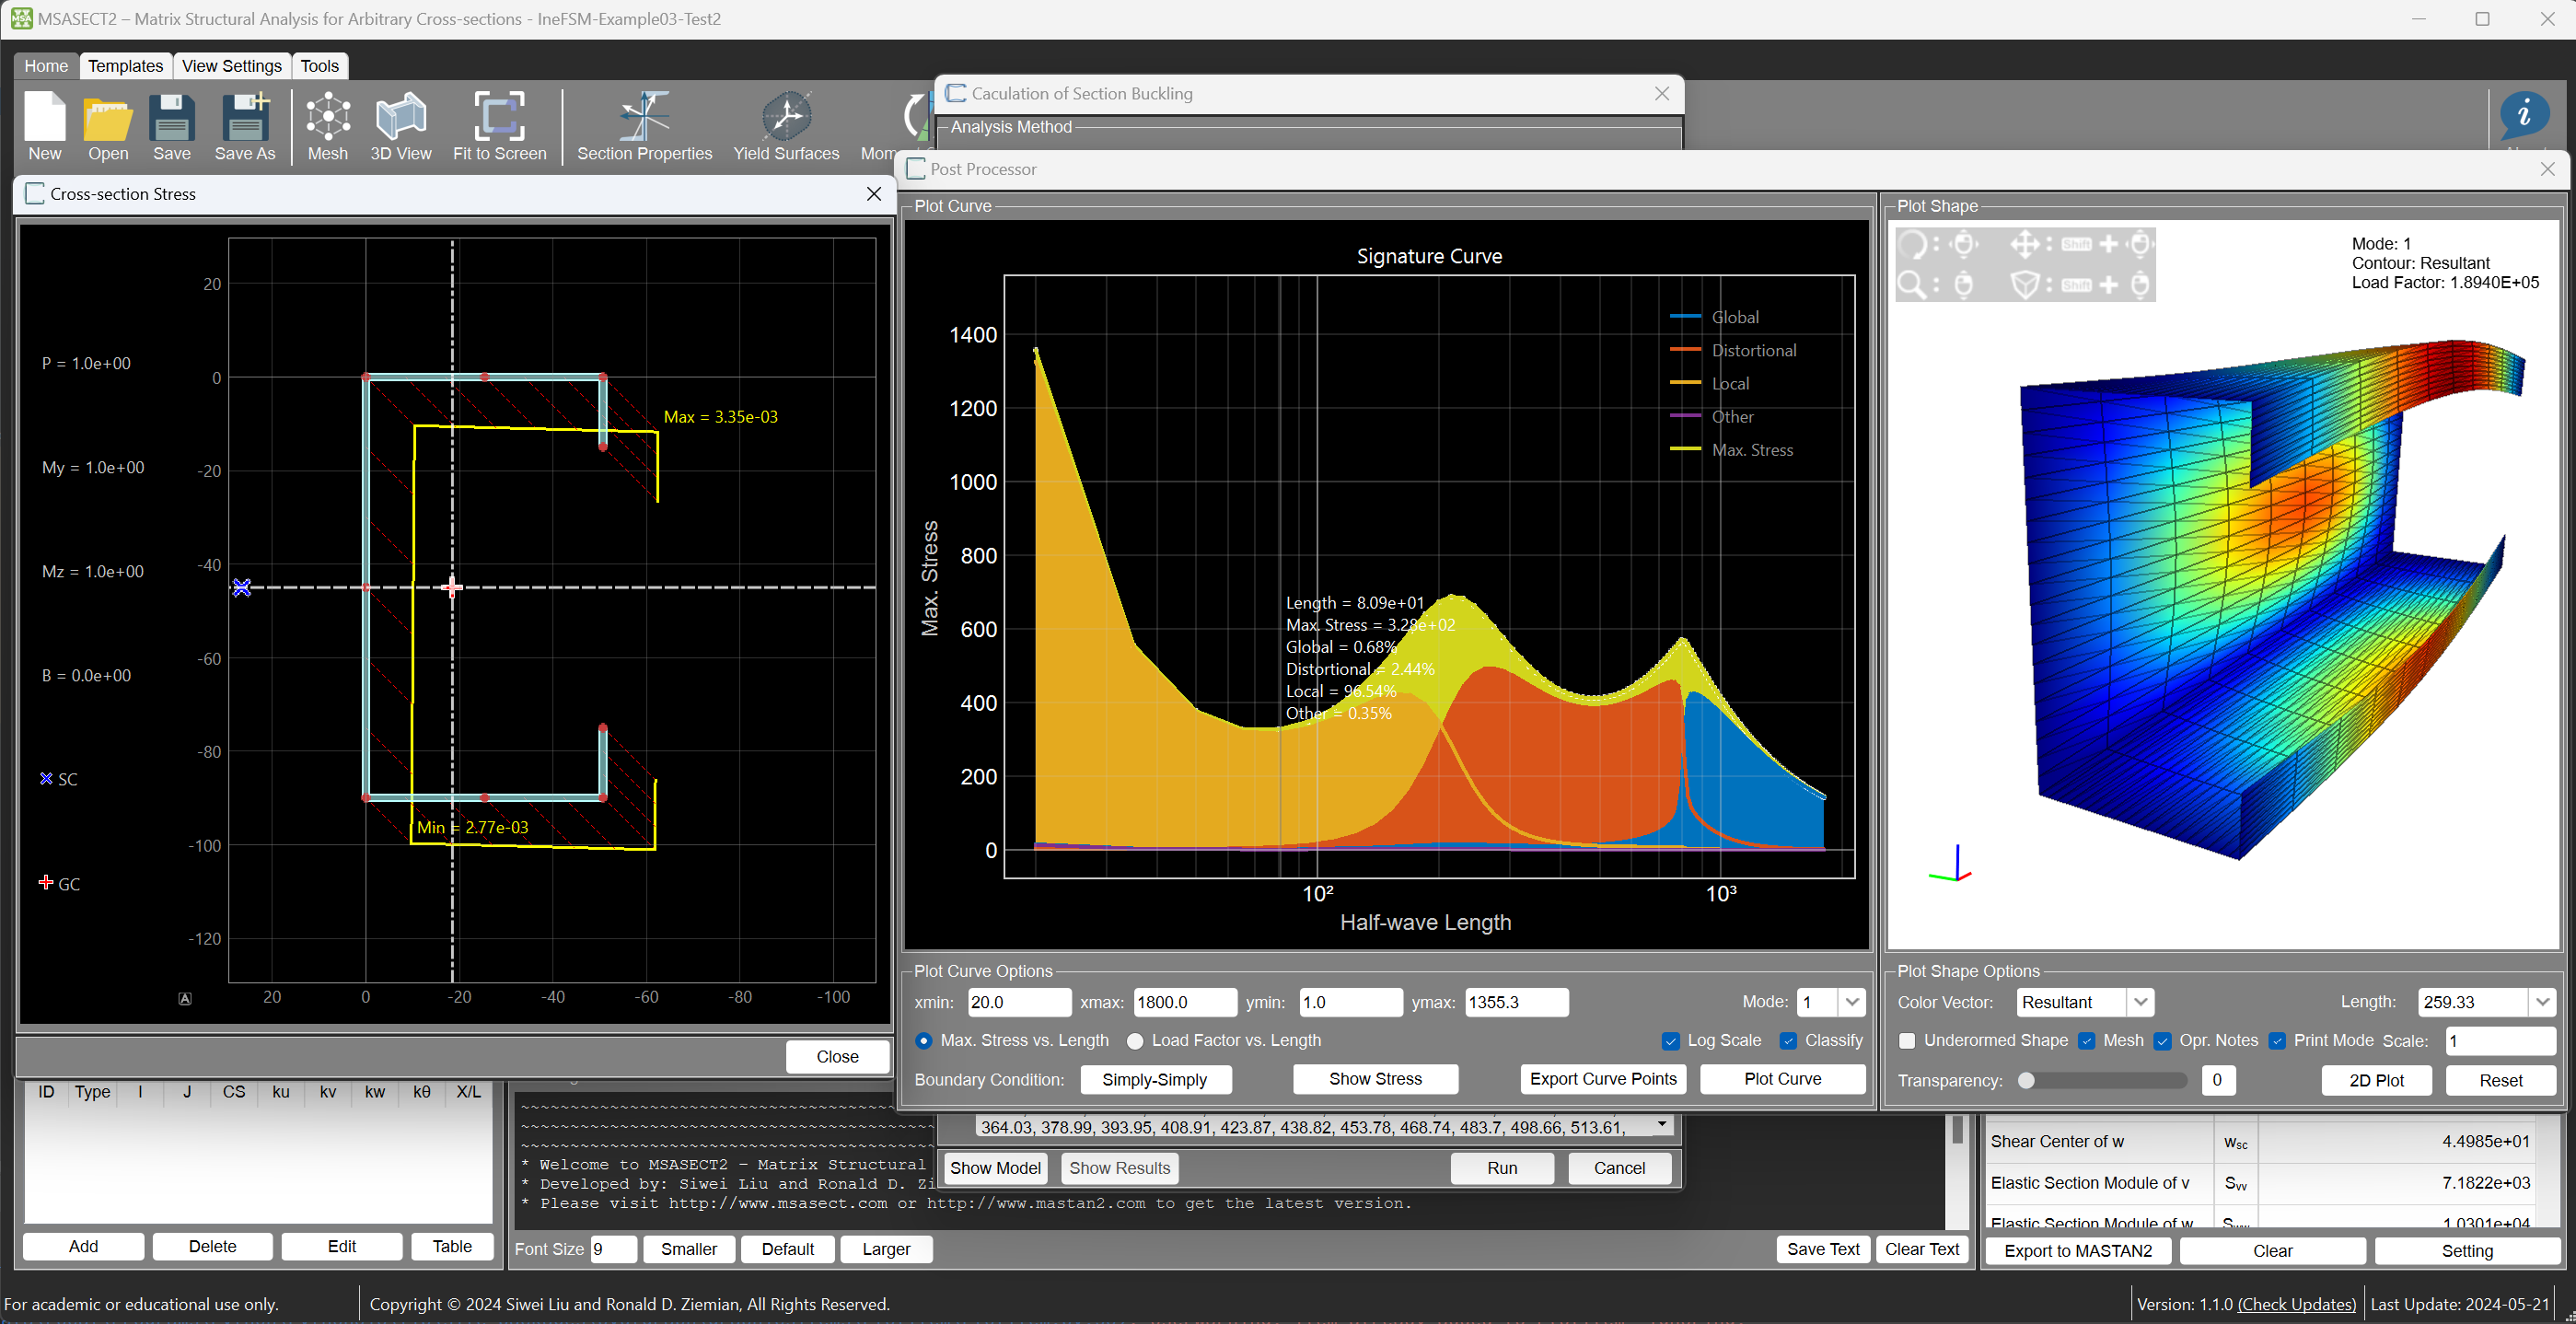 MSASECT2 – Matrix Structural Analysis for Arbitrary Cross-sections - IneFSM-Example03-Test2
Home Templates View Settings Tools
New Open Save Save As Mesh 3D View Fit to Screen Section Properties Yield Surfaces
Caculation of Section Buckling
Analysis Method
Cross-section Stress
P = 1.0e+00
My = 1.0e+00
Mz = 1.0e+00
B = 0.0e+00
SC
GC
20
0
-20
-40
-60
-80
-100
-120
Max = 3.35e-03
Min = 2.77e-03
A
20 0 -20 -40 -60 -80 -100
Close
Post Processor
Plot Curve
Signature Curve
Max. Stress
1400
1200
1000
800
600
400
200
0
Global
Distortional
Local
Other
Max. Stress
Length = 8.09e+01
Max. Stress = 3.28e+02
Global = 0.68%
Distortional = 2.44%
Local = 96.54%
Other = 0.35%
10² 10³
Half-wave Length
Plot Curve Options
xmin: 20.0 xmax: 1800.0 ymin: 1.0 ymax: 1355.3 Mode: 1
Max. Stress vs. Length Load Factor vs. Length Log Scale Classify
Boundary Condition: Simply-Simply Show Stress Export Curve Points Plot Curve
Plot Shape
Shift + Shift +
Mode: 1
Contour: Resultant
Load Factor: 1.8940E+05
Plot Shape Options
Color Vector: Resultant Length: 259.33
Underormed Shape Mesh Opr. Notes Print Mode Scale: 1
Transparency: 0 2D Plot Reset
ID Type I J CS ku kv kw kθ X/L
Add Delete Edit Table
~~~~~~~~~~~~~~~~~~~~~~~~~~~~~~~~~~~~~~~~~~~
~~~~~~~~~~~~~~~~~~~~~~~~~~~~~~~~~~~~~~~~~~~
~~~~~~~~~~~~~~~~~~~~~~~~~~~~~~~~~~~~~~~~~~~
* Welcome to MSASECT2 – Matrix Structural
* Developed by: Siwei Liu and Ronald D. Zi
* Please visit http://www.msasect.com or http://www.mastan2.com to get the latest version.
364.03, 378.99, 393.95, 408.91, 423.87, 438.82, 453.78, 468.74, 483.7, 498.66, 513.61,
Show Model Show Results Run Cancel
Font Size 9 Smaller Default Larger Save Text Clear Text
Shear Center of w wsc 4.4985e+01
Elastic Section Module of v Svv 7.1822e+03
Elastic Section Module of w 1.0301e+04
Export to MASTAN2 Clear Setting
For academic or educational use only. Copyright © 2024 Siwei Liu and Ronald D. Ziemian, All Rights Reserved. Version: 1.1.0 (Check Updates) Last Update: 2024-05-21